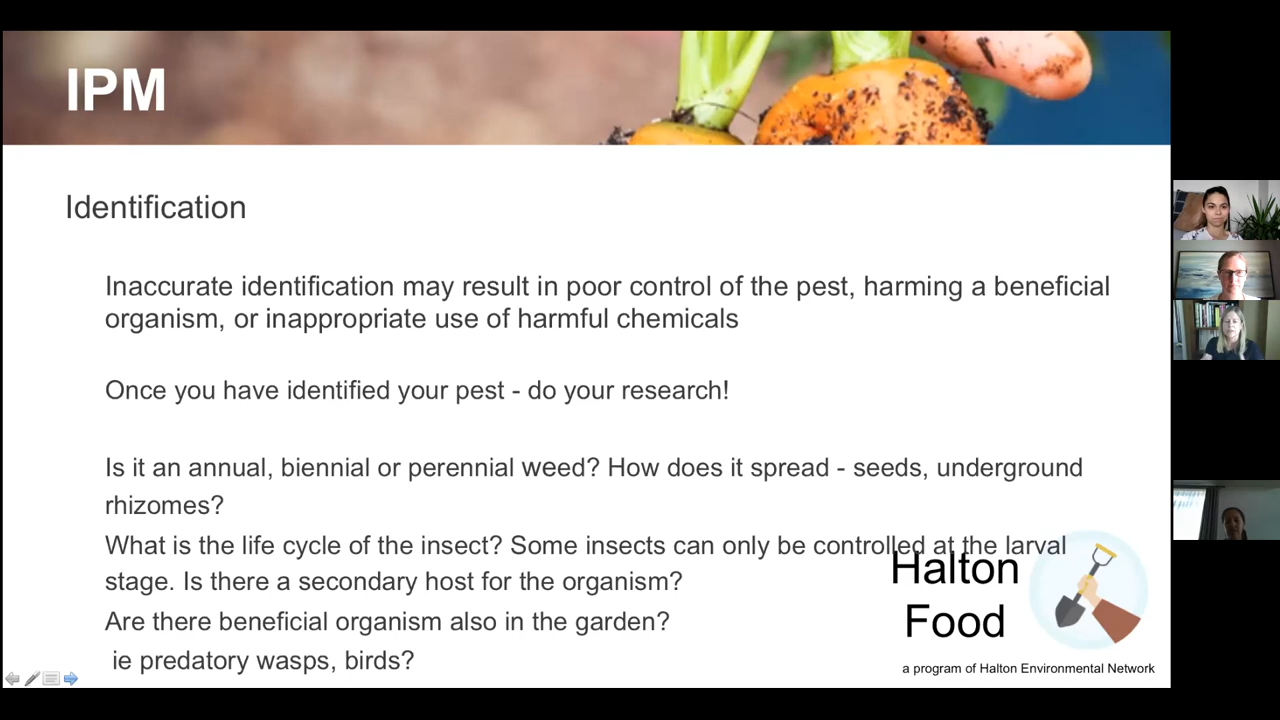 IPM
Identification
Inaccurate identification may result in poor control of the pest, harming a beneficial
organism, or inappropriate use of harmful chemicals
Once you have identified your pest - do your research!
Is it an annual, biennial or perennial weed? How does it spread - seeds, underground
rhizomes?
What is the life cycle of the insect? Some insects can only be controlled at the larval
stage. Is there a secondary host for the organism?
Are there beneficial organism also in the garden?
ie predatory wasps, birds?
Halton
Food
a program of Halton Environmental Network